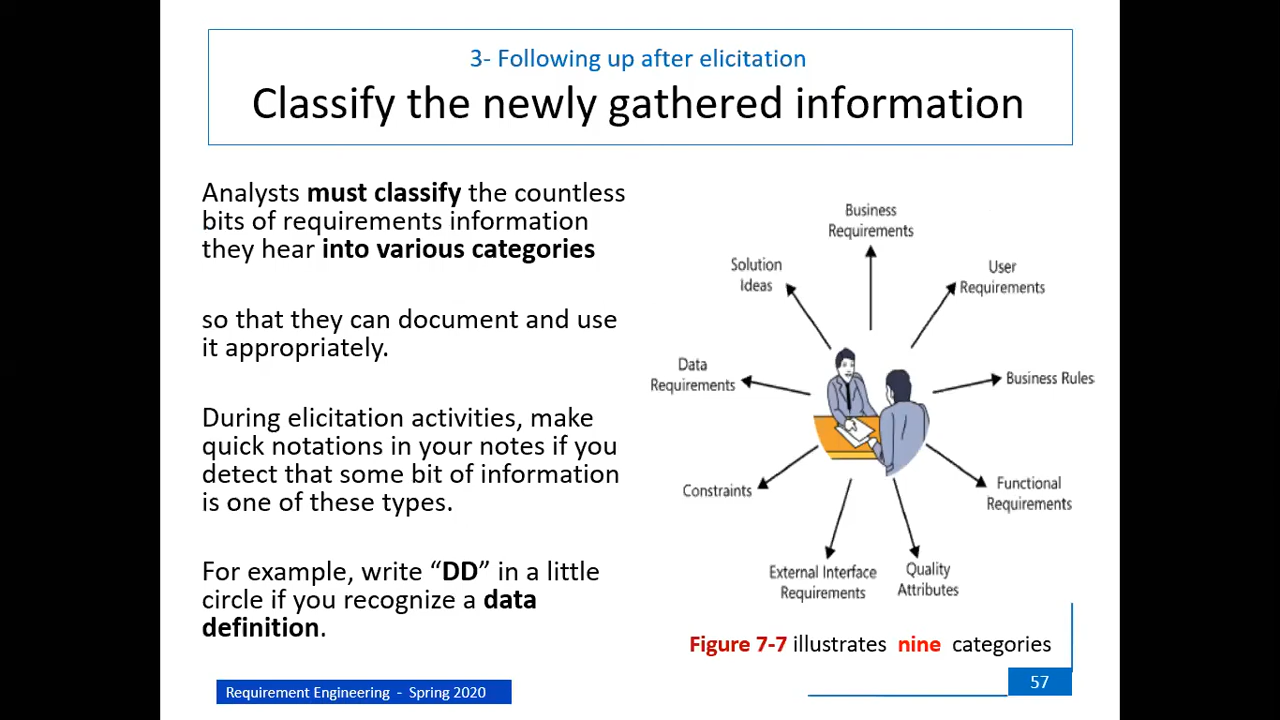 3- Following up after elicitation
Classify the newly gathered information
Analysts must classify the countless
bits of requirements information
they hear into various categories
so that they can document and use
it appropriately.
During elicitation activities, make
quick notations in your notes if you
detect that some bit of information
is one of these types.
For example, write “DD” in a little
circle if you recognize a data
definition.
Business
Requirements
Solution
Ideas
User
Requirements
Data
Requirements
Business Rules
Constraints
Functional
Requirements
External Interface
Requirements
Quality
Attributes
Figure 7-7 illustrates nine categories
Requirement Engineering - Spring 2020
57